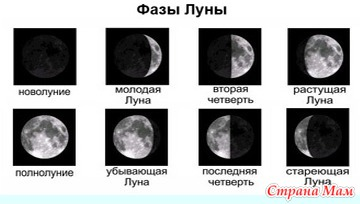 Фазы Луны
новолуние
молодая
Луна
вторая
четверть
растущая
Луна
полнолуние
убывающая
Луна
последняя
четверть
стареющая
Луна
Страна Мам